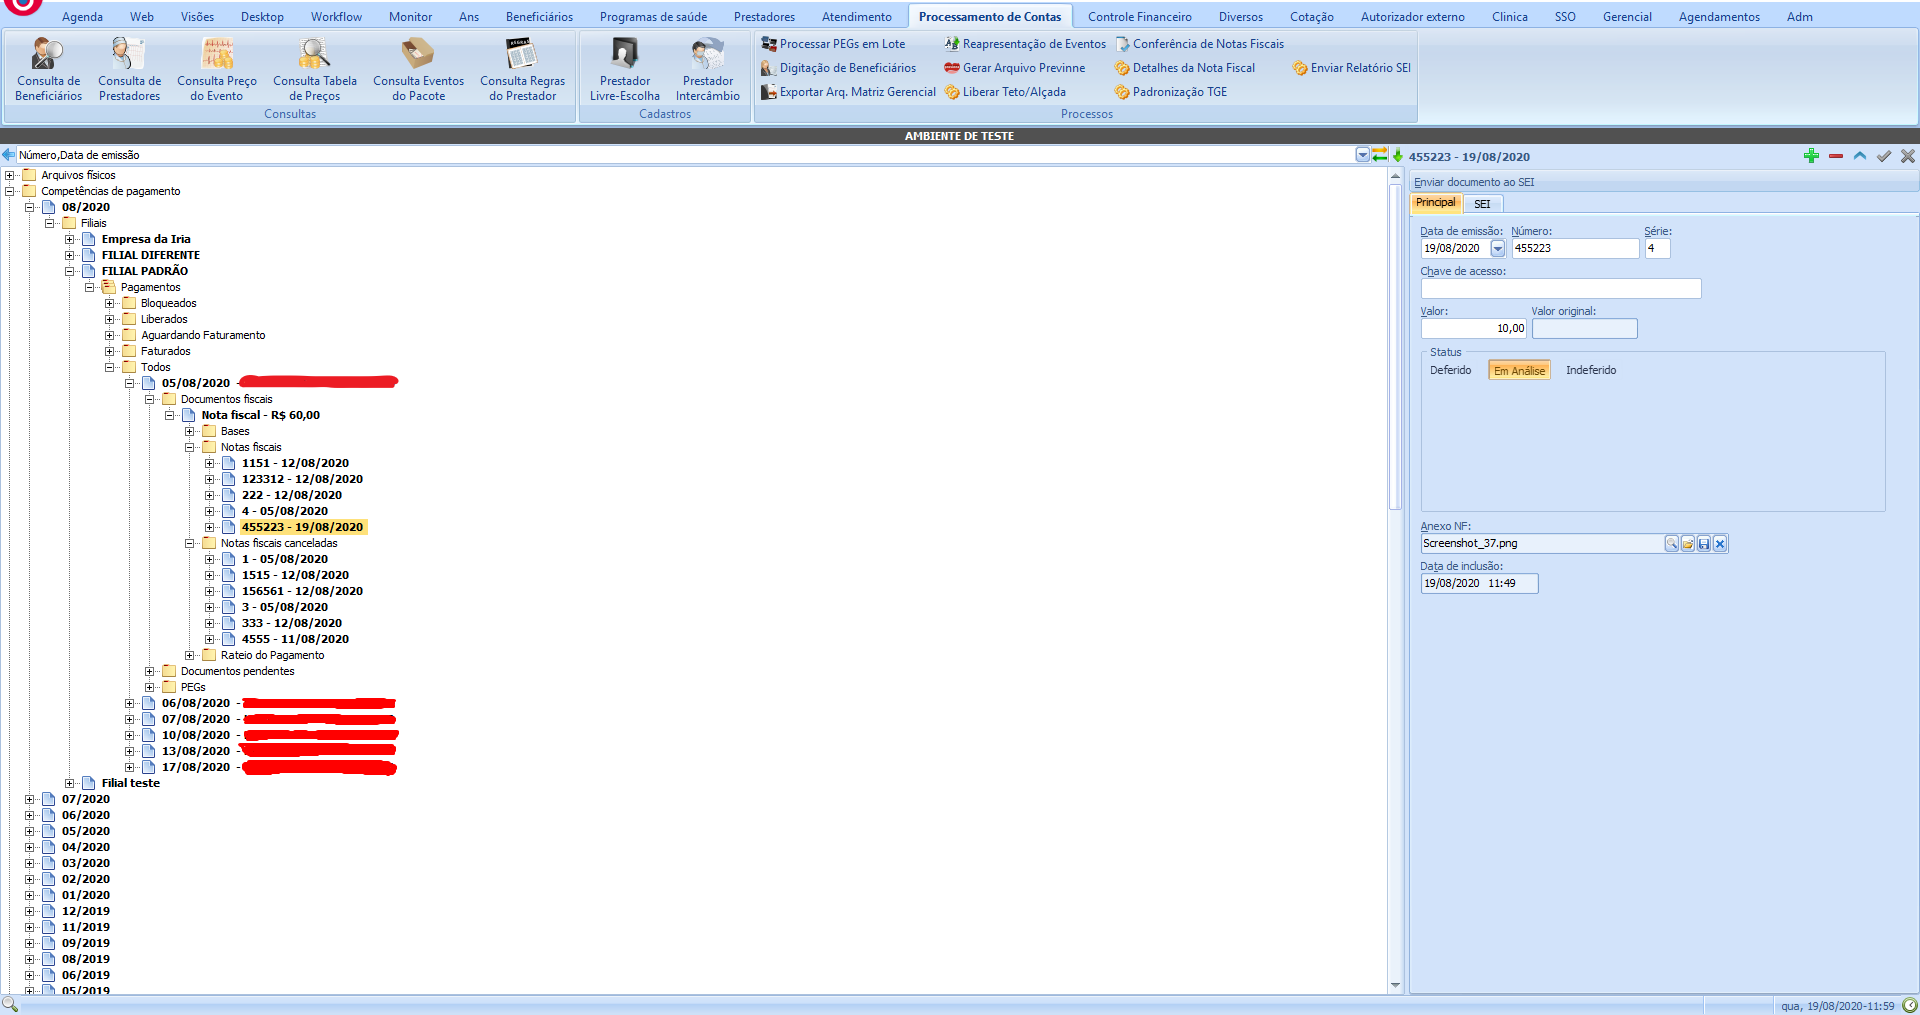 Agenda Web Visões Desktop Workflow Monitor Ans Beneficiários Programas de saúde Prestadores Atendimento Processamento de Contas Controle Financeiro Diversos Cotação Autorizador externo Clinica SSO Gerencial Agendamentos Adm
Consulta de Beneficiários
Consulta de Prestadores
Consulta Preço do Evento
Consulta Tabela de Preços
Consulta Eventos do Pacote
Consulta Regras do Prestador
Consultas
Prestador Livre-Escolha
Prestador Intercâmbio
Cadastros
Processar PEGs em Lote Reapresentação de Eventos Conferência de Notas Fiscais
Digitação de Beneficiários Gerar Arquivo Previnne Detalhes da Nota Fiscal Enviar Relatório SEI
Exportar Arq. Matriz Gerencial Liberar Teto/Alçada Padronização TGE
Processos
REGRAS
AMBIENTE DE TESTE
Número,Data de emissão
Arquivos físicos
Competências de pagamento
08/2020
Filiais
Empresa da Iria
FILIAL DIFERENTE
FILIAL PADRÃO
Pagamentos
Bloqueados
Liberados
Aguardando Faturamento
Faturados
Todos
05/08/2020 -
Documentos fiscais
Nota fiscal - R$ 60,00
Bases
Notas fiscais
1151 - 12/08/2020
123312 - 12/08/2020
222 - 12/08/2020
4 - 05/08/2020
455223 - 19/08/2020
Notas fiscais canceladas
1 - 05/08/2020
1515 - 12/08/2020
156561 - 12/08/2020
3 - 05/08/2020
333 - 12/08/2020
4555 - 11/08/2020
Rateio do Pagamento
Documentos pendentes
PEGs
06/08/2020 -
07/08/2020 -
10/08/2020 -
13/08/2020 -
17/08/2020 -
Filial teste
07/2020
06/2020
05/2020
04/2020
03/2020
02/2020
01/2020
12/2019
11/2019
09/2019
08/2019
06/2019
05/2019
455223 - 19/08/2020
Enviar documento ao SEI
Principal SEI
Data de emissão: Número: Série:
19/08/2020 455223 4
Chave de acesso:
Valor: Valor original:
10,00
Status
Deferido Em Análise Indeferido
Anexo NF:
Screenshot_37.png
Data de inclusão:
19/08/2020 11:49
qua, 19/08/2020-11:59